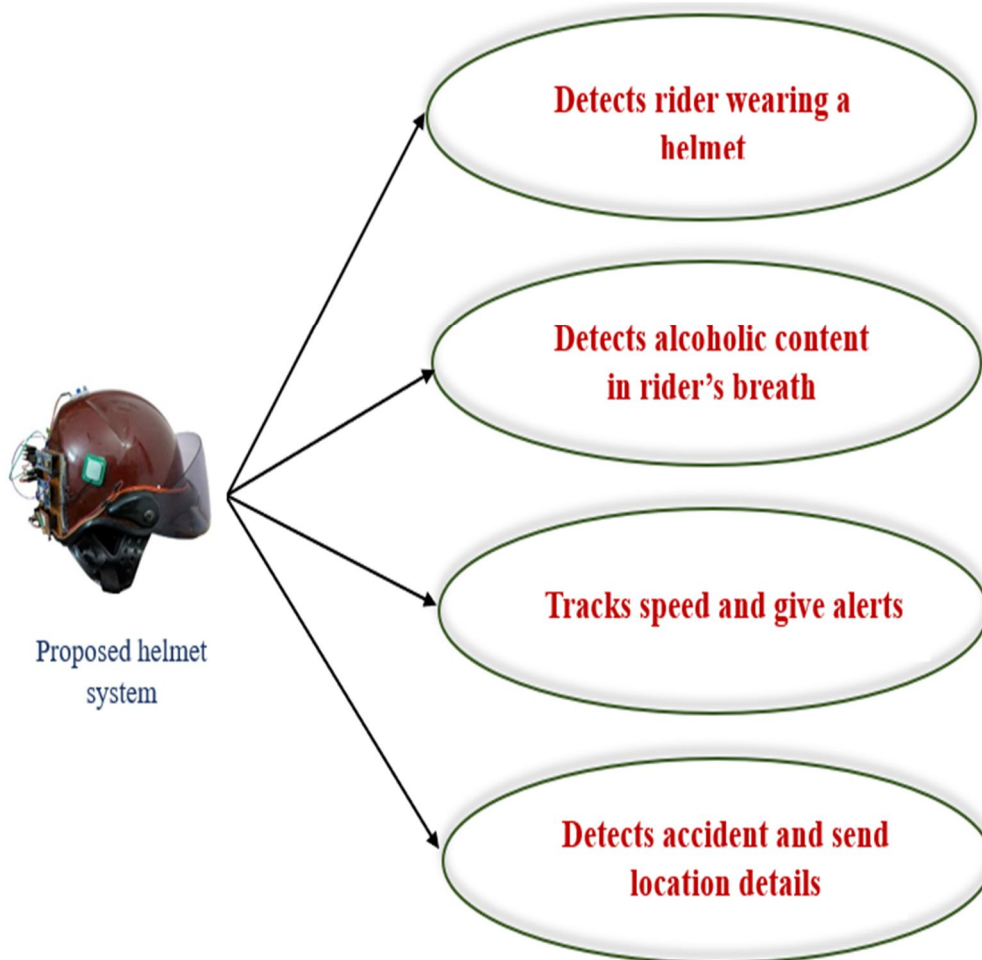 Detects rider wearing a
helmet
Detects alcoholic content
in rider’s breath
Tracks speed and give alerts
Detects accident and send
location details
Proposed helmet
system